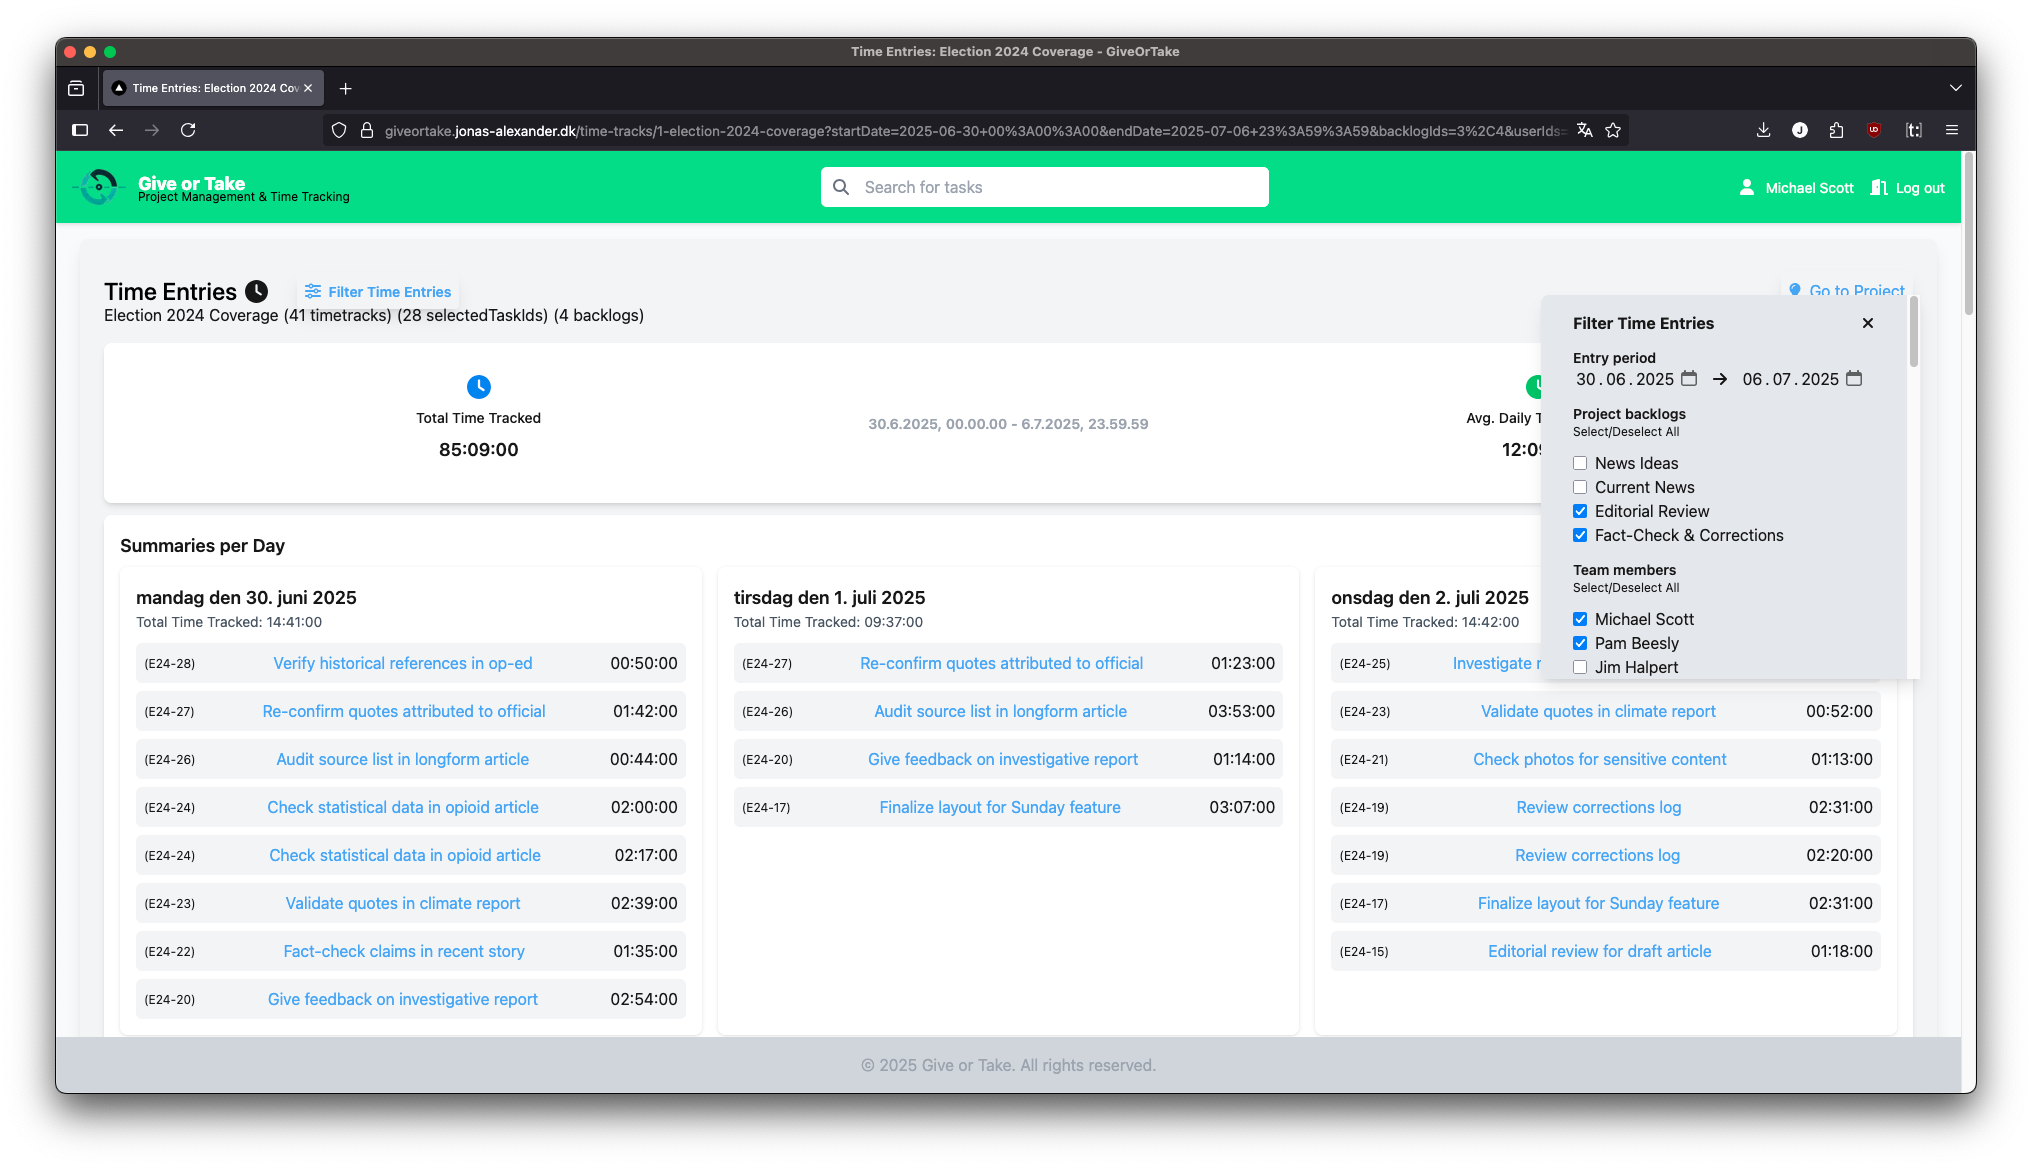 Time Entries: Election 2024 Coverage - GiveOrTake
Time Entries: Election 2024 Cov
giveortake.jonas-alexander.dk/time-tracks/1-election-2024-coverage?startDate=2025-06-30+00%3A00%3A00&endDate=2025-07-06+23%3A59%3A59&backlogIds=3%2C4&userIds=
Give or Take
Project Management & Time Tracking
Search for tasks
Michael Scott
Log out
Time Entries
Filter Time Entries
Go to Project
Election 2024 Coverage (41 timetracks) (28 selectedTaskIds) (4 backlogs)
Total Time Tracked
85:09:00
30.6.2025, 00.00.00 - 6.7.2025, 23.59.59
Avg. Daily T
12:09
Filter Time Entries
Entry period
30.06.2025 → 06.07.2025
Project backlogs
Select/Deselect All
News Ideas
Current News
Editorial Review
Fact-Check & Corrections
Team members
Select/Deselect All
Michael Scott
Pam Beesly
Jim Halpert
Summaries per Day
mandag den 30. juni 2025
Total Time Tracked: 14:41:00
(E24-28) Verify historical references in op-ed 00:50:00
(E24-27) Re-confirm quotes attributed to official 01:42:00
(E24-26) Audit source list in longform article 00:44:00
(E24-24) Check statistical data in opioid article 02:00:00
(E24-24) Check statistical data in opioid article 02:17:00
(E24-23) Validate quotes in climate report 02:39:00
(E24-22) Fact-check claims in recent story 01:35:00
(E24-20) Give feedback on investigative report 02:54:00
tirsdag den 1. juli 2025
Total Time Tracked: 09:37:00
(E24-27) Re-confirm quotes attributed to official 01:23:00
(E24-26) Audit source list in longform article 03:53:00
(E24-20) Give feedback on investigative report 01:14:00
(E24-17) Finalize layout for Sunday feature 03:07:00
onsdag den 2. juli 2025
Total Time Tracked: 14:42:00
(E24-25) Investigate
(E24-23) Validate quotes in climate report 00:52:00
(E24-21) Check photos for sensitive content 01:13:00
(E24-19) Review corrections log 02:31:00
(E24-19) Review corrections log 02:20:00
(E24-17) Finalize layout for Sunday feature 02:31:00
(E24-15) Editorial review for draft article 01:18:00
© 2025 Give or Take. All rights reserved.